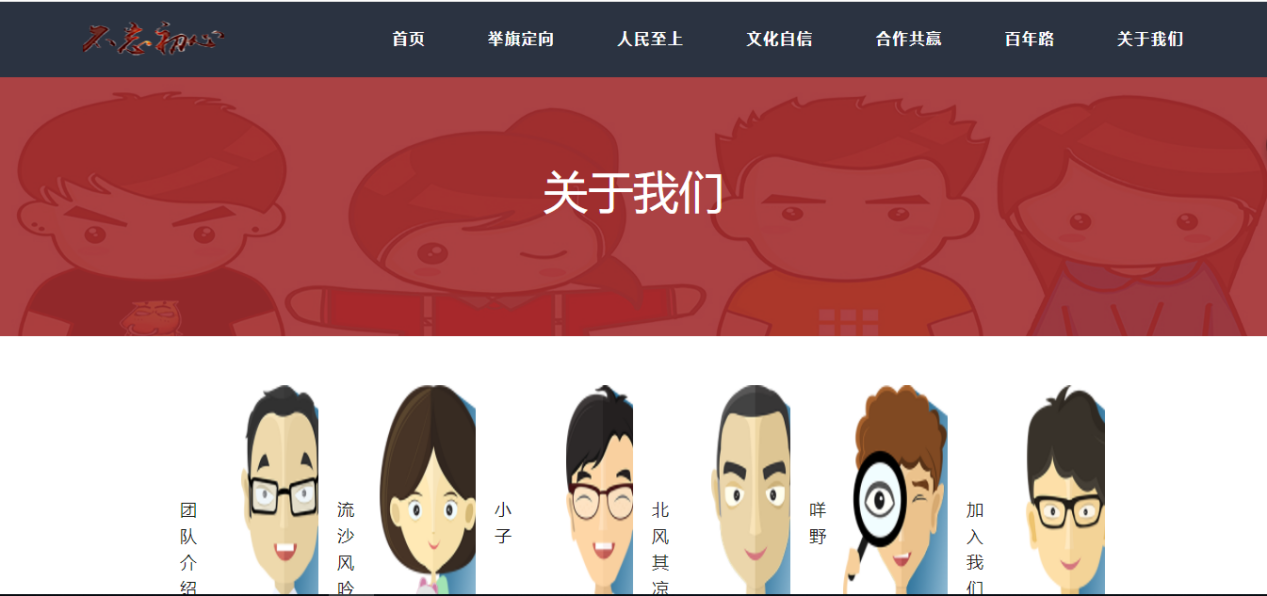 不忘初心
首页 举旗定向 人民至上 文化自信 合作共赢 百年路 关于我们
关于我们
团队介绍
流沙风吟
小子
北风其凉
咩野
加入我们